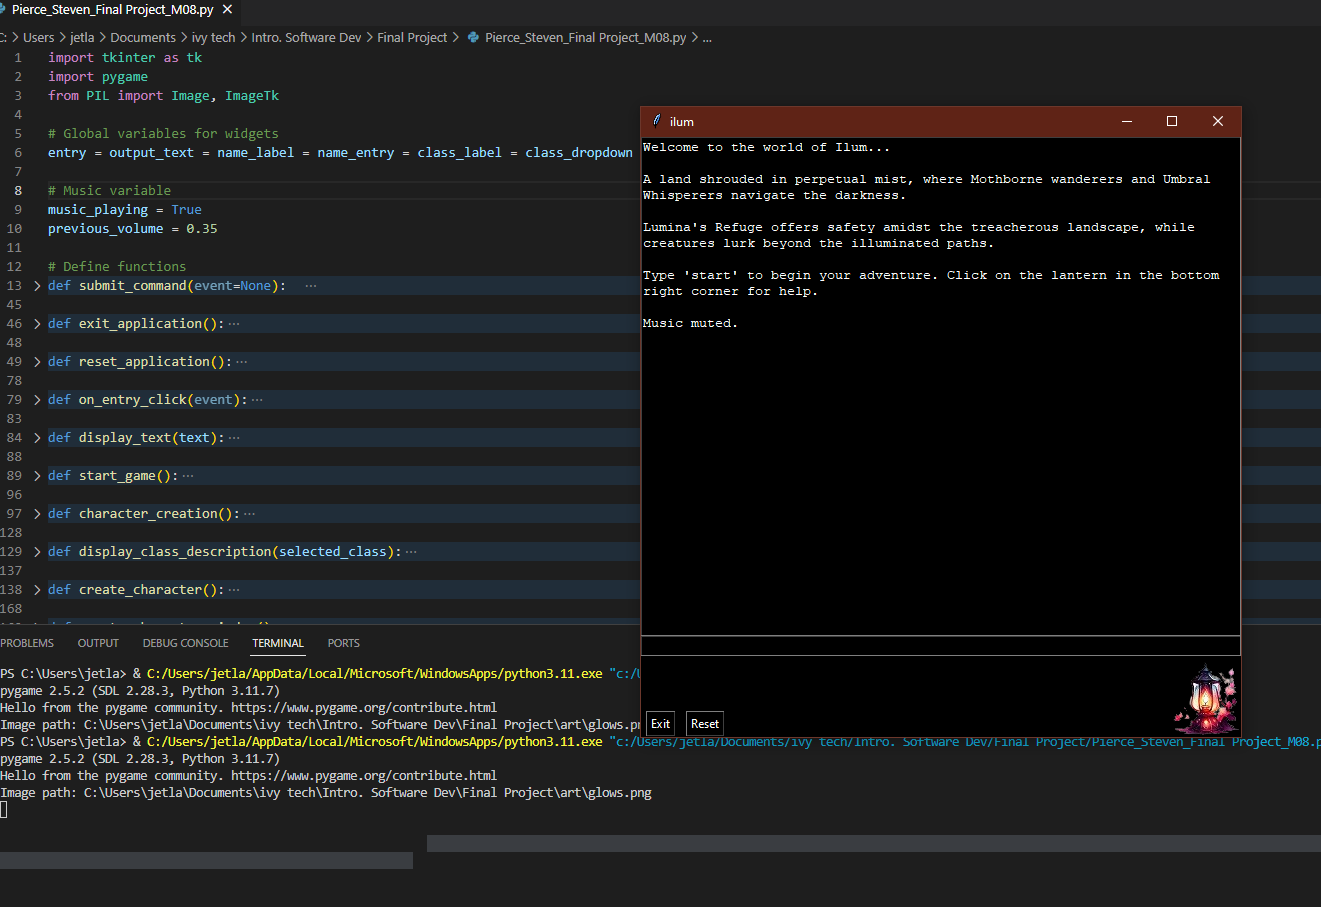 Pierce_Steven_Final Project_M08.py
C: > Users > jetla > Documents > ivy tech > Intro. Software Dev > Final Project > Pierce_Steven_Final Project_M08.py > ...
1 import tkinter as tk
2 import pygame
3 from PIL import Image, ImageTk
4
5 # Global variables for widgets
6 entry = output_text = name_label = name_entry = class_label = class_dropdown
7
8 # Music variable
9 music_playing = True
10 previous_volume = 0.35
11
12 # Define functions
13 > def submit_command(event=None): ...
45
46 > def exit_application(): ...
48
49 > def reset_application(): ...
78
79 > def on_entry_click(event): ...
83
84 > def display_text(text): ...
88
89 > def start_game(): ...
96
97 > def character_creation(): ...
128
129 > def display_class_description(selected_class): ...
137
138 > def create_character(): ...
168
ilum
Welcome to the world of Ilum...
A land shrouded in perpetual mist, where Mothborne wanderers and Umbral
Whisperers navigate the darkness.
Lumina's Refuge offers safety amidst the treacherous landscape, while
creatures lurk beyond the illuminated paths.
Type 'start' to begin your adventure. Click on the lantern in the bottom
right corner for help.
Music muted.
Exit Reset
PROBLEMS OUTPUT DEBUG CONSOLE TERMINAL PORTS
PS C:\Users\jetla> & C:/Users/jetla/AppData/Local/Microsoft/WindowsApps/python3.11.exe "c:/U
pygame 2.5.2 (SDL 2.28.3, Python 3.11.7)
Hello from the pygame community. https://www.pygame.org/contribute.html
Image path: C:\Users\jetla\Documents\ivy tech\Intro. Software Dev\Final Project\art\glows.pn
PS C:\Users\jetla> & C:/Users/jetla/AppData/Local/Microsoft/WindowsApps/python3.11.exe "c:/Users/jetla/Documents/ivy tech/Intro. Software Dev/Final Project/Pierce_Steven_Final Project_M08.p
pygame 2.5.2 (SDL 2.28.3, Python 3.11.7)
Hello from the pygame community. https://www.pygame.org/contribute.html
Image path: C:\Users\jetla\Documents\ivy tech\Intro. Software Dev\Final Project\art\glows.png